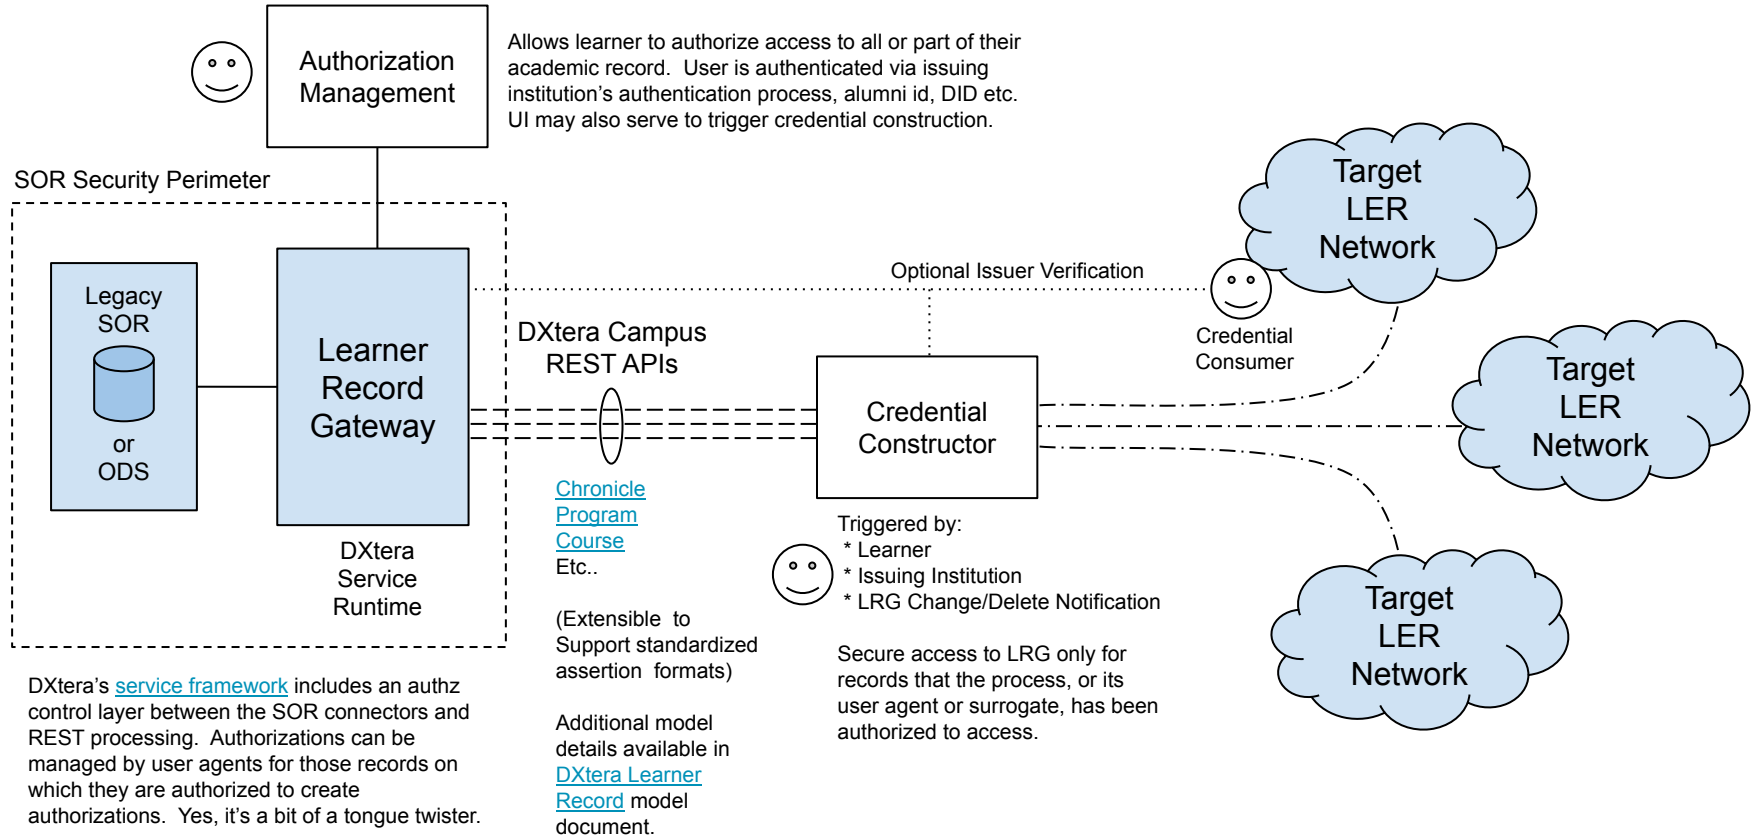 Authorization
Management
Allows learner to authorize access to all or part of their
academic record.  User is authenticated via issuing
institution's authentication process, alumni id, DID etc.
UI may also serve to trigger credential construction.
SOR Security Perimeter
Legacy
SOR
or
ODS
Learner
Record
Gateway
DXtera
Service
Runtime
DXtera's service framework includes an authz
control layer between the SOR connectors and
REST processing.  Authorizations can be
managed by user agents for those records on
which they are authorized to create
authorizations.  Yes, it's a bit of a tongue twister.
DXtera Campus
REST APIs
Chronicle
Program
Course
Etc..
(Extensible  to
Support standardized
assertion  formats)
Additional model
details available in
DXtera Learner
Record model
document.
Optional Issuer Verification
Credential
Consumer
Credential
Constructor
Triggered by:
* Learner
* Issuing Institution
* LRG Change/Delete Notification
Secure access to LRG only for
records that the process, or its
user agent or surrogate, has been
authorized to access.
Target
LER
Network
Target
LER
Network
Target
LER
Network